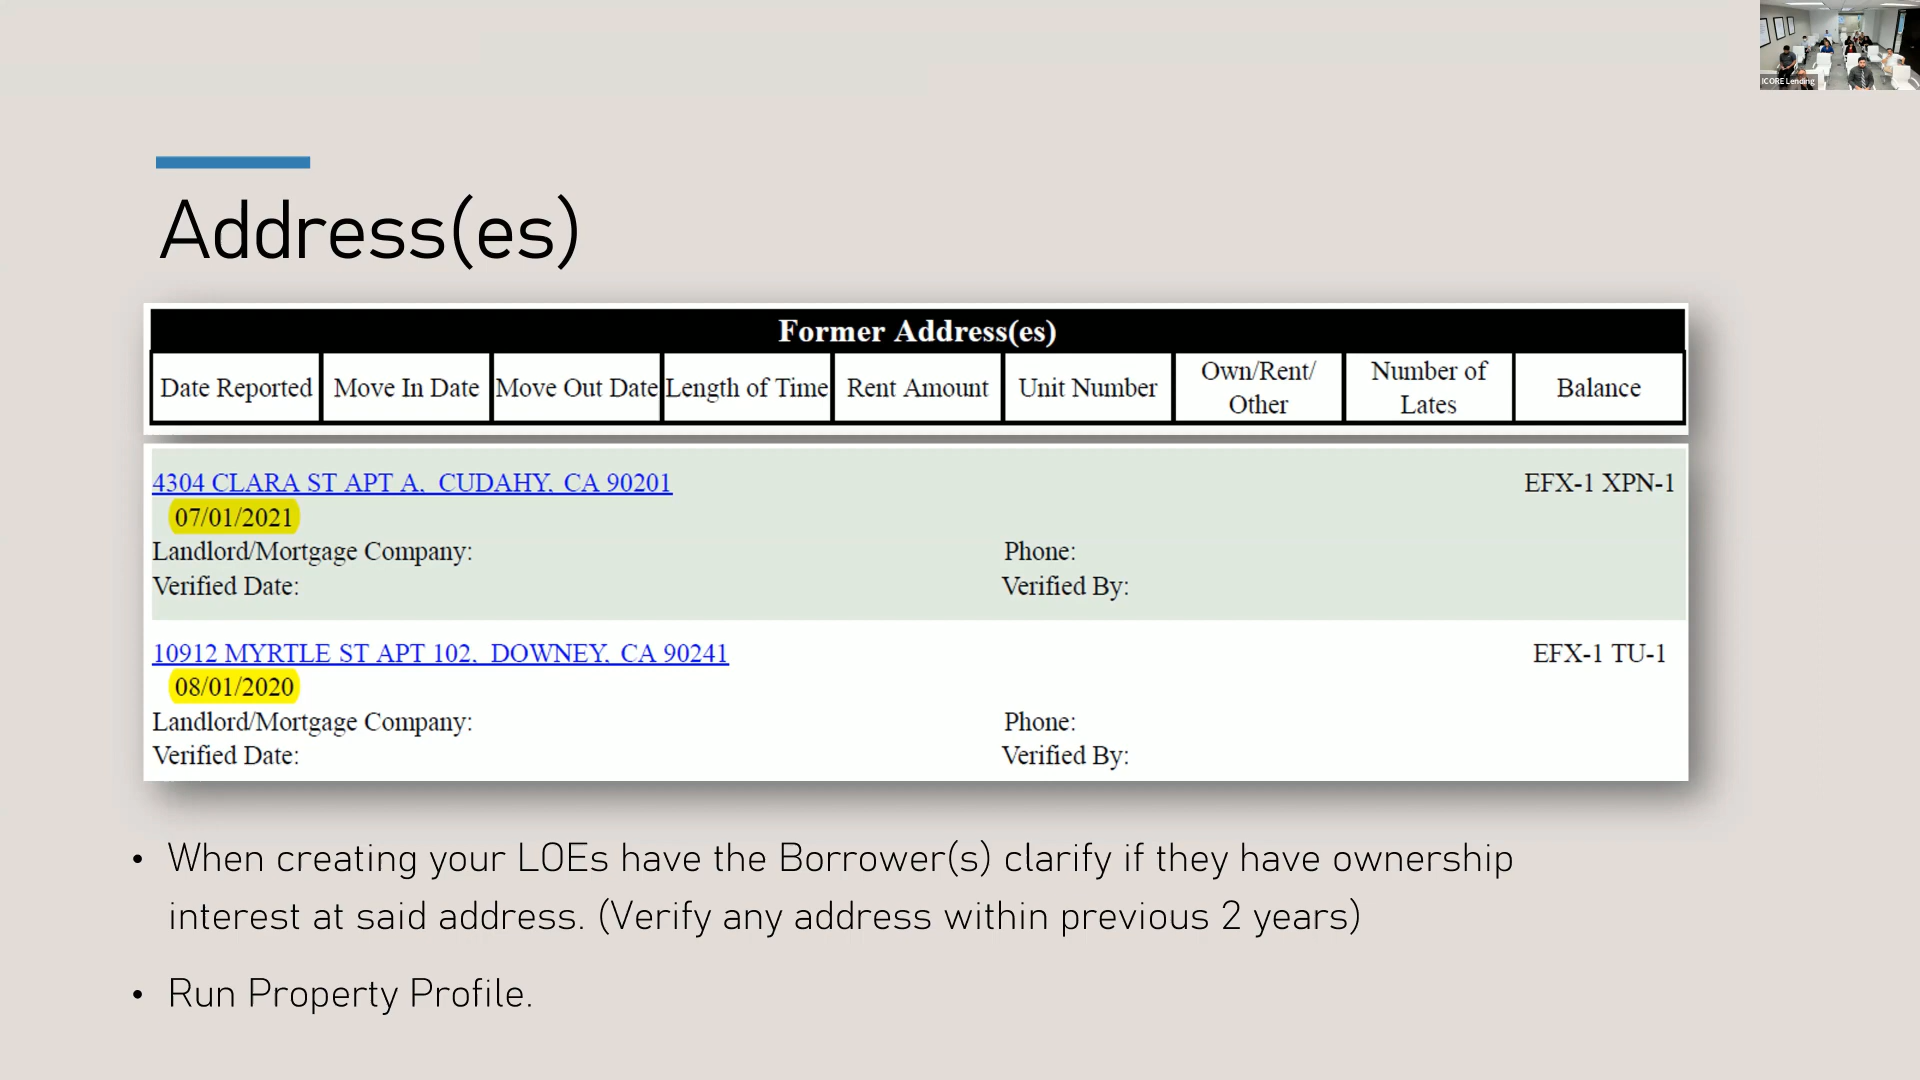 ICORE Lending
Address(es)
Former Address(es)
Date Reported Move In Date Move Out Date Length of Time Rent Amount Unit Number Own/Rent/ Other Number of Lates Balance
4304 CLARA ST APT A, CUDAHY, CA 90201 EFX-1 XPN-1
07/01/2021
Landlord/Mortgage Company: Phone:
Verified Date: Verified By:
10912 MYRTLE ST APT 102, DOWNEY, CA 90241 EFX-1 TU-1
08/01/2020
Landlord/Mortgage Company: Phone:
Verified Date: Verified By:
• When creating your LOEs have the Borrower(s) clarify if they have ownership
interest at said address. (Verify any address within previous 2 years)
• Run Property Profile.